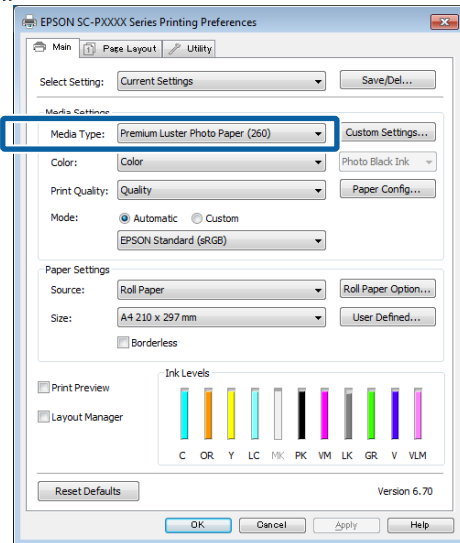 EPSON SC-PXXXX Series Printing Preferences
Main Page Layout Utility
Select Setting: Current Settings Save/Del...
Media Settings
Media Type: Premium Luster Photo Paper (260) Custom Settings...
Color: Color Photo Black Ink
Print Quality: Quality Paper Config...
Mode: Automatic Custom
EPSON Standard (sRGB)
Paper Settings
Source: Roll Paper Roll Paper Option...
Size: A4 210 x 297 mm User Defined...
Borderless
Ink Levels
Print Preview
Layout Manager
C OR Y LC MK PK VM LK GR V VLM
Reset Defaults Version 6.70
OK Cancel Apply Help